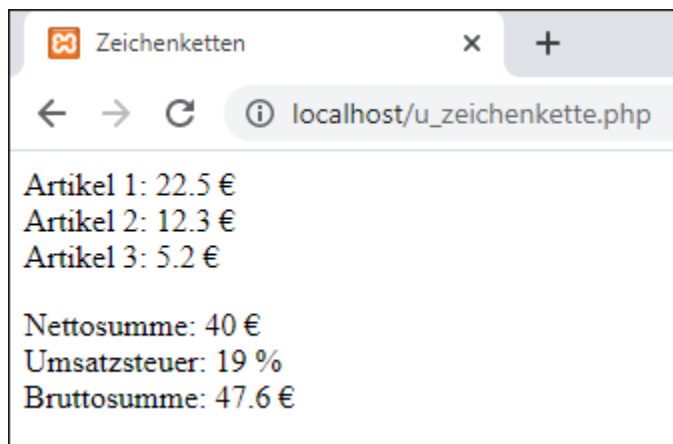 Zeichenketten
localhost/u_zeichenkette.php
Artikel 1: 22.5 €
Artikel 2: 12.3 €
Artikel 3: 5.2 €
Nettosumme: 40 €
Umsatzsteuer: 19 %
Bruttosumme: 47.6 €